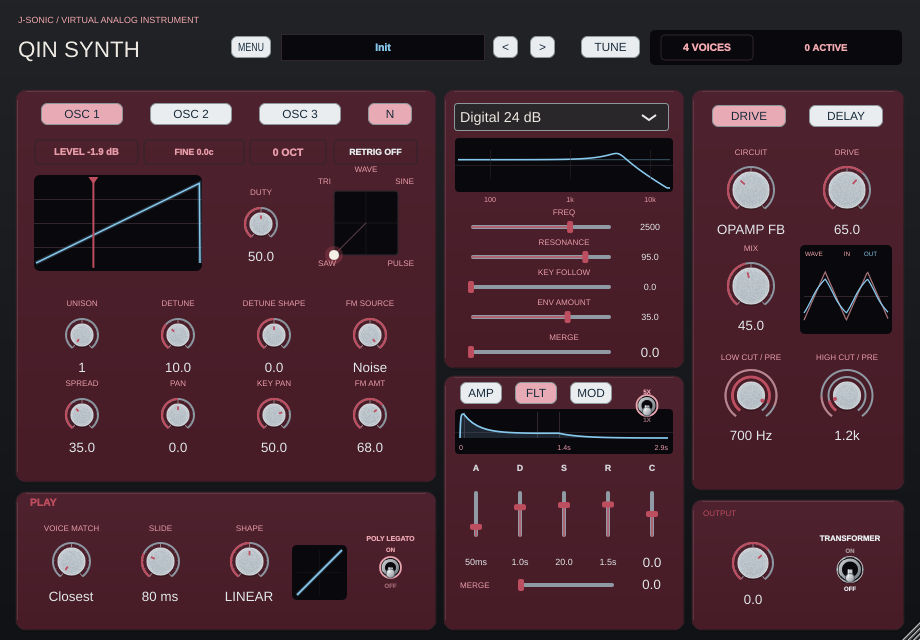 J-SONIC / VIRTUAL ANALOG INSTRUMENT
QIN SYNTH
MENU
Init
<
>
TUNE
4 VOICES
0 ACTIVE
OSC 1
OSC 2
OSC 3
N
LEVEL -1.9 dB
FINE 0.0c
0 OCT
RETRIG OFF
WAVE
TRI
SINE
SAW
PULSE
DUTY
50.0
UNISON
DETUNE
DETUNE SHAPE
FM SOURCE
1
10.0
0.0
Noise
SPREAD
PAN
KEY PAN
FM AMT
35.0
0.0
50.0
68.0
PLAY
VOICE MATCH
SLIDE
SHAPE
Closest
80 ms
LINEAR
POLY LEGATO
ON
OFF
Digital 24 dB
100
1k
10k
FREQ
2500
RESONANCE
95.0
KEY FOLLOW
0.0
ENV AMOUNT
35.0
MERGE
0.0
AMP
FLT
MOD
5X
1X
0
1.4s
2.9s
A
D
S
R
C
50ms
1.0s
20.0
1.5s
0.0
MERGE
0.0
DRIVE
DELAY
CIRCUIT
DRIVE
OPAMP FB
65.0
MIX
45.0
WAVE
IN
OUT
LOW CUT / PRE
HIGH CUT / PRE
700 Hz
1.2k
OUTPUT
0.0
TRANSFORMER
ON
OFF